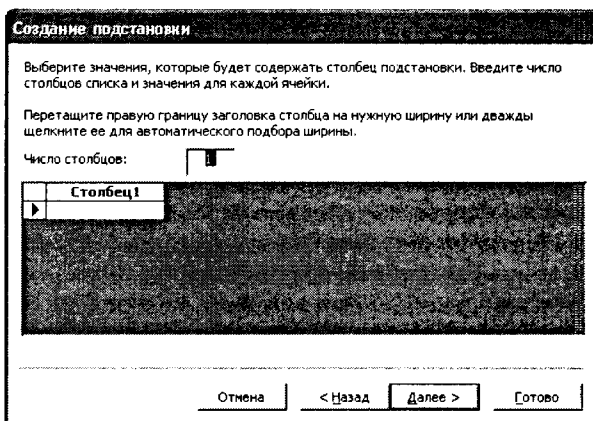 Создание подстановки
Выберите значения, которые будет содержать столбец подстановки. Введите число
столбцов списка и значения для каждой ячейки.
Перетащите правую границу заголовка столбца на нужную ширину или дважды
щелкните ее для автоматического подбора ширины.
Число столбцов: 1
Столбец1
Отмена < Назад Далее > Готово